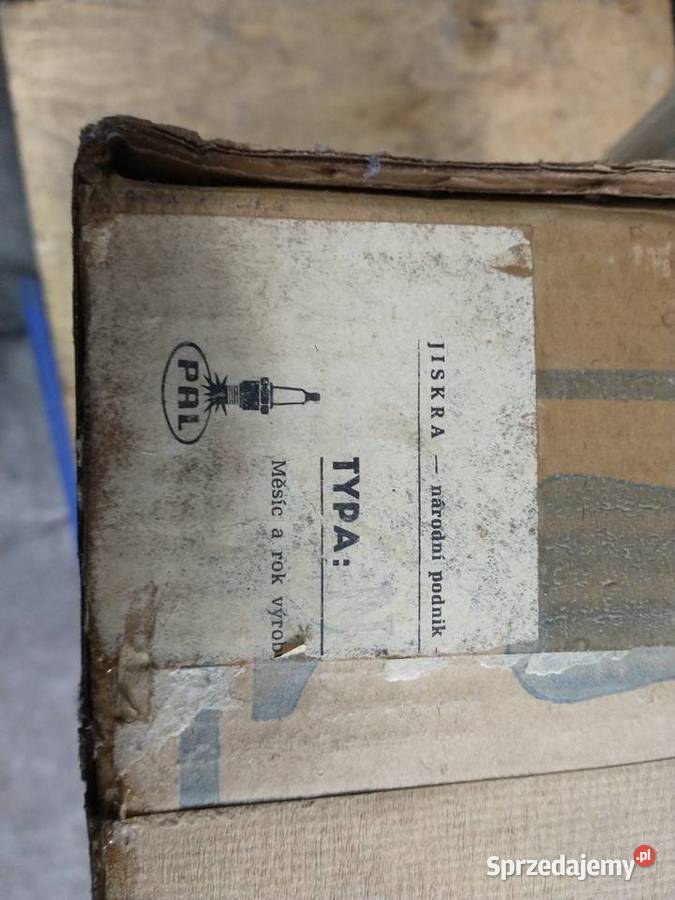 JISKRA — národní podnik -
TYPA:
Měsíc a rok výrob
PAL
Sprzedajemy.pl